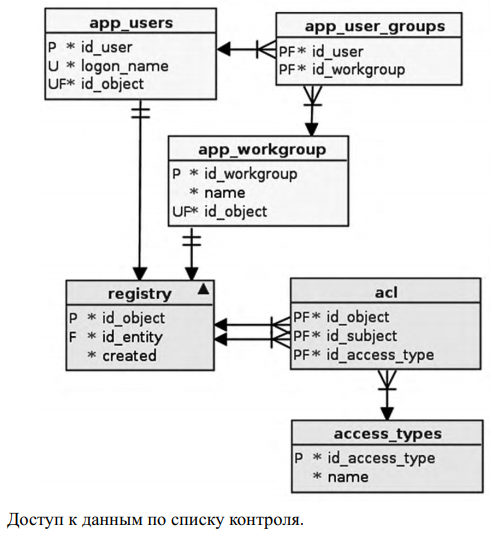 app_users
P * id_user
U * logon_name
UF* id_object
app_user_groups
PF* id_user
PF* id_workgroup
app_workgroup
P * id_workgroup
* name
UF* id_object
registry
P * id_object
F * id_entity
* created
acl
PF* id_object
PF* id_subject
PF* id_access_type
access_types
P * id_access_type
* name
Доступ к данным по списку контроля.